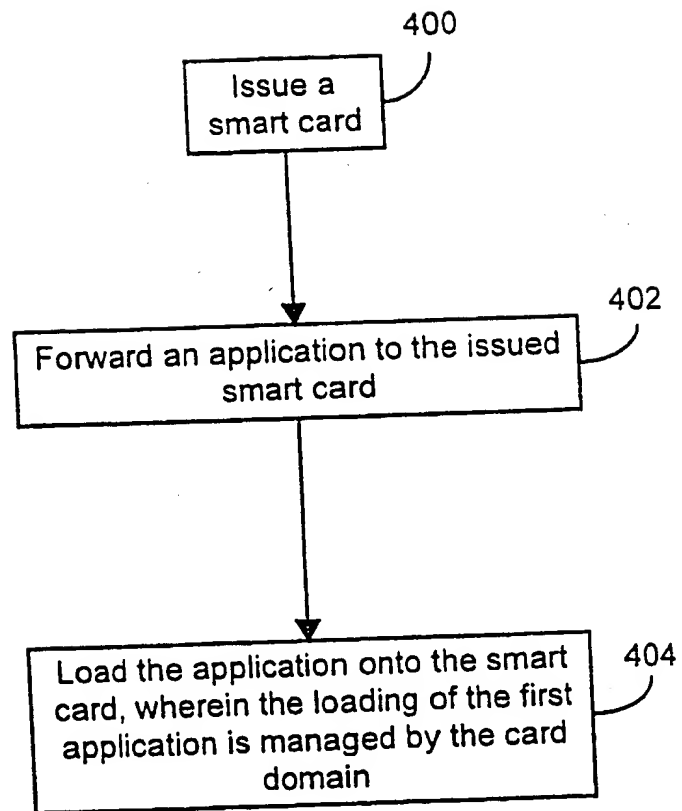 400
Issue a
smart card
402
Forward an application to the issued
smart card
404
Load the application onto the smart
card, wherein the loading of the first
application is managed by the card
domain